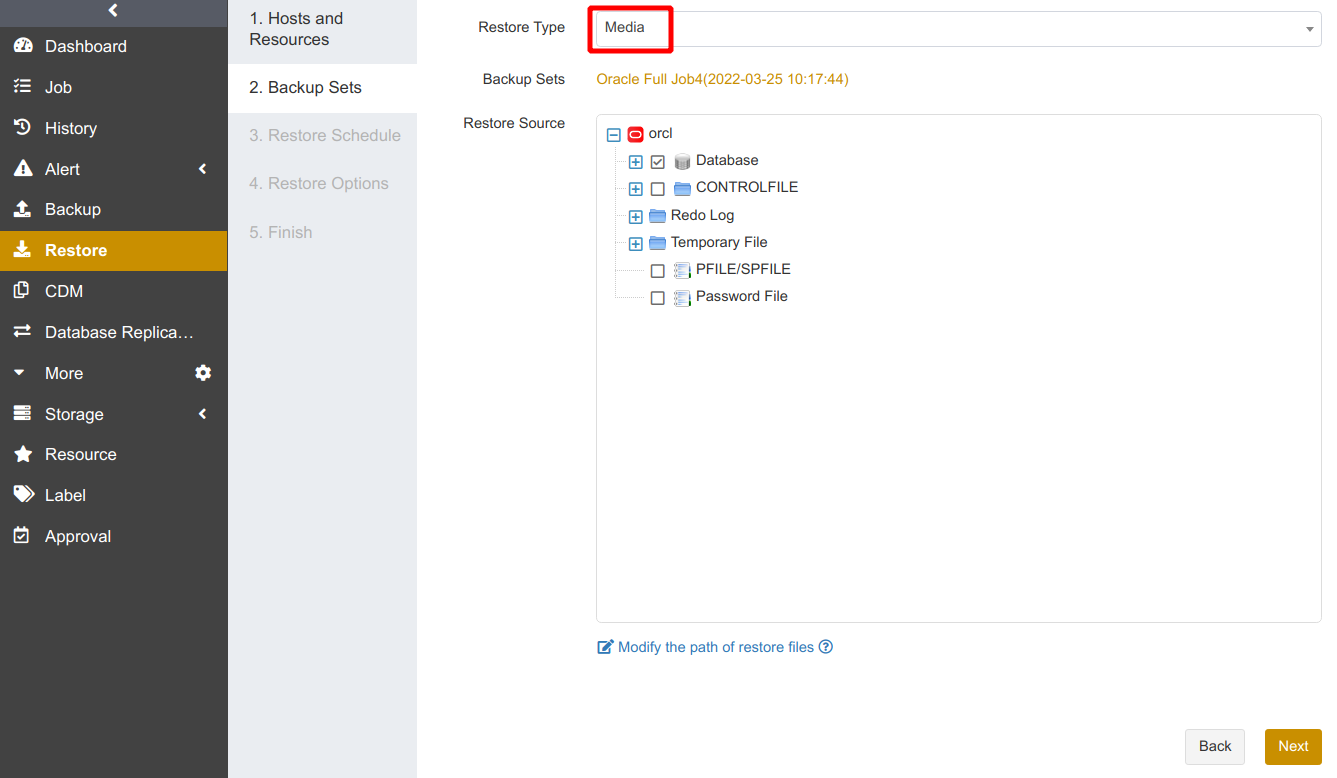 Dashboard
Job
History
Alert
Backup
Restore
CDM
Database Replica…
More
Storage
Resource
Label
Approval
1. Hosts and
Resources
2. Backup Sets
3. Restore Schedule
4. Restore Options
5. Finish
Restore Type
Media
Backup Sets
Oracle Full Job4(2022-03-25 10:17:44)
Restore Source
orcl
Database
CONTROLFILE
Redo Log
Temporary File
PFILE/SPFILE
Password File
Modify the path of restore files
Back
Next